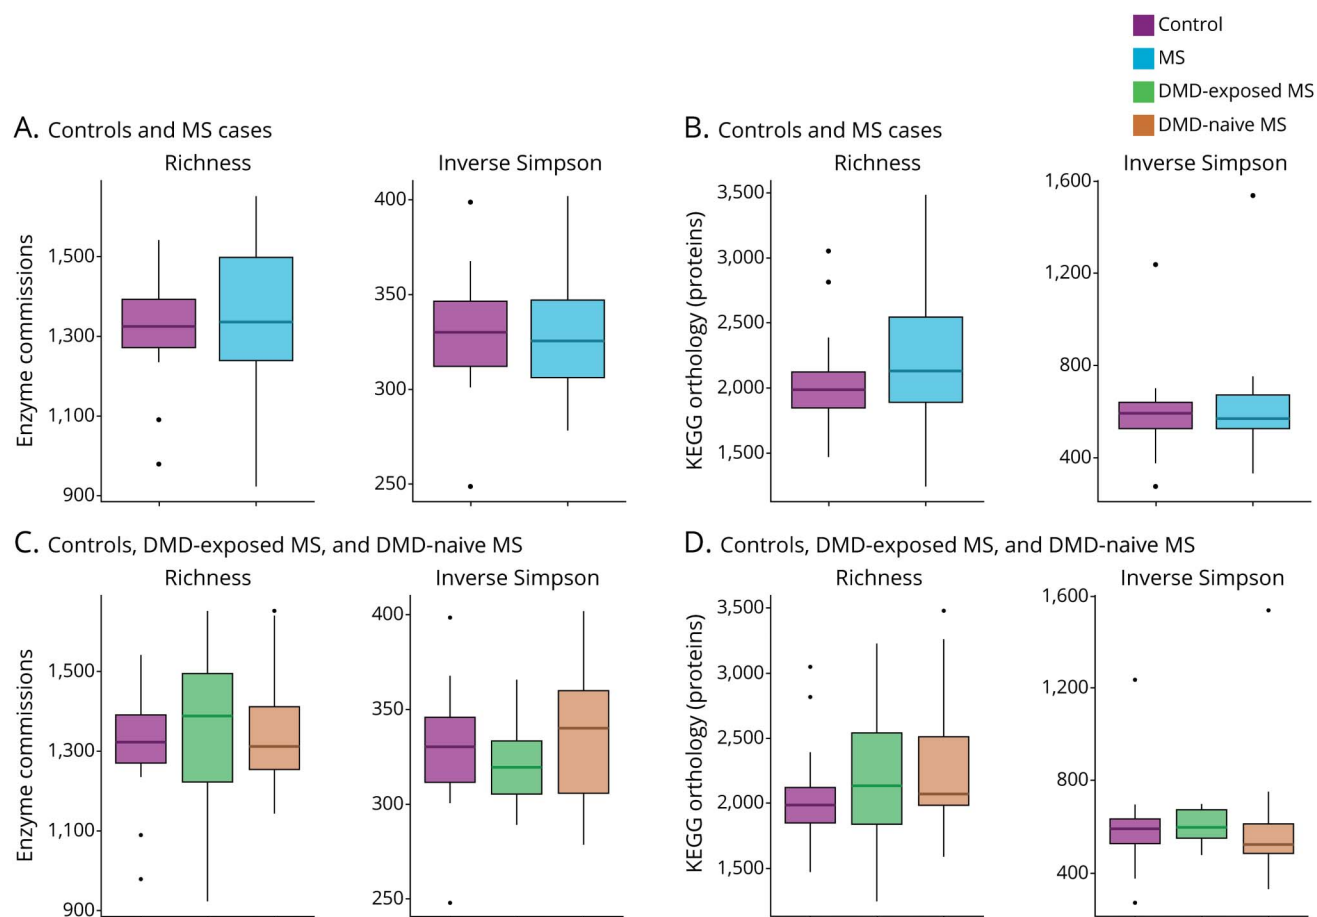 Control
MS
DMD-exposed MS
DMD-naive MS
A. Controls and MS cases
Richness
Inverse Simpson
Enzyme commissions
1,500
1,300
1,100
900
400
350
300
250
B. Controls and MS cases
Richness
Inverse Simpson
KEGG orthology (proteins)
3,500
3,000
2,500
2,000
1,500
1,600
1,200
800
400
C. Controls, DMD-exposed MS, and DMD-naive MS
Richness
Inverse Simpson
Enzyme commissions
1,500
1,300
1,100
900
400
350
300
250
D. Controls, DMD-exposed MS, and DMD-naive MS
Richness
Inverse Simpson
KEGG orthology (proteins)
3,500
3,000
2,500
2,000
1,500
1,600
1,200
800
400